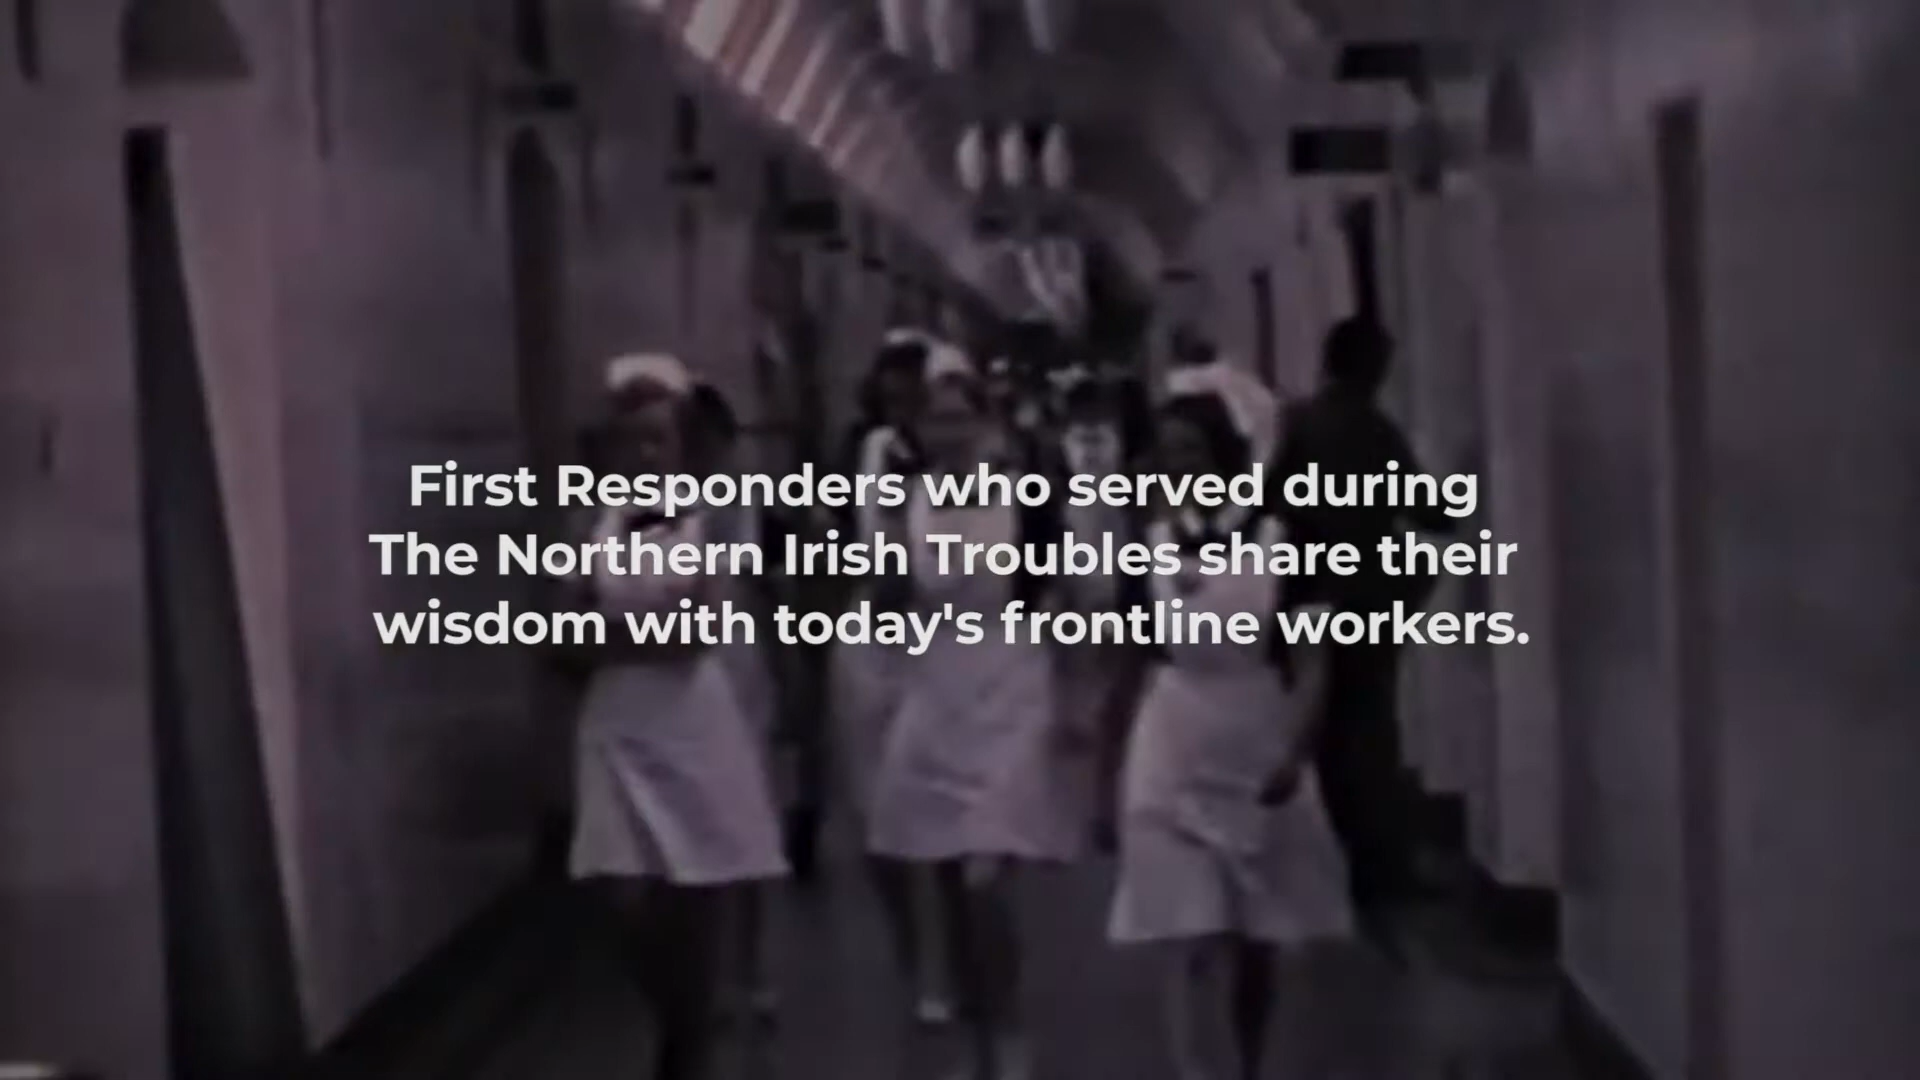 First Responders who served during
The Northern Irish Troubles share their
wisdom with today's frontline workers.